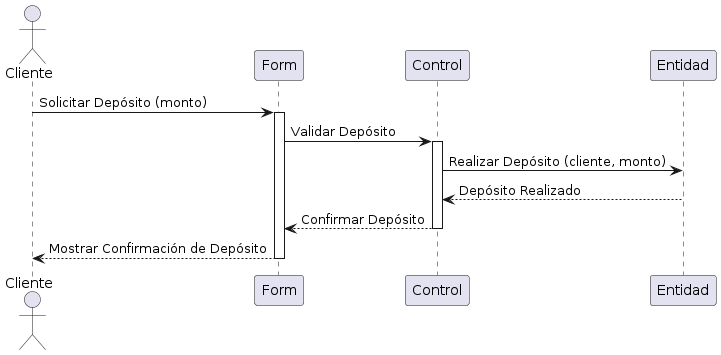 Cliente
Form
Control
Entidad
Solicitar Depósito (monto)
Validar Depósito
Realizar Depósito (cliente, monto)
Depósito Realizado
Confirmar Depósito
Mostrar Confirmación de Depósito
Cliente
Form
Control
Entidad